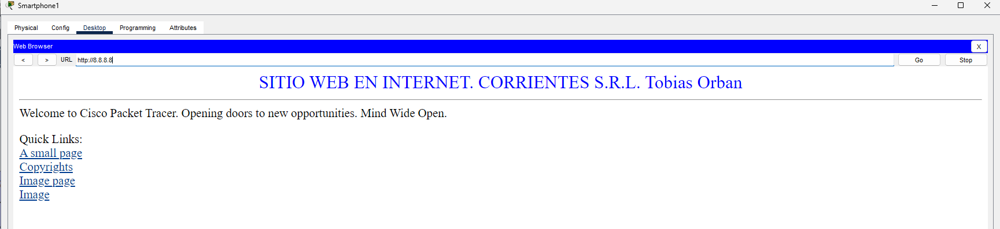 Smartphone1
Physical Config Desktop Programming Attributes
Web Browser X
< > URL http://8.8.8.8 Go Stop
SITIO WEB EN INTERNET. CORRIENTES S.R.L. Tobias Orban
Welcome to Cisco Packet Tracer. Opening doors to new opportunities. Mind Wide Open.
Quick Links:
A small page
Copyrights
Image page
Image